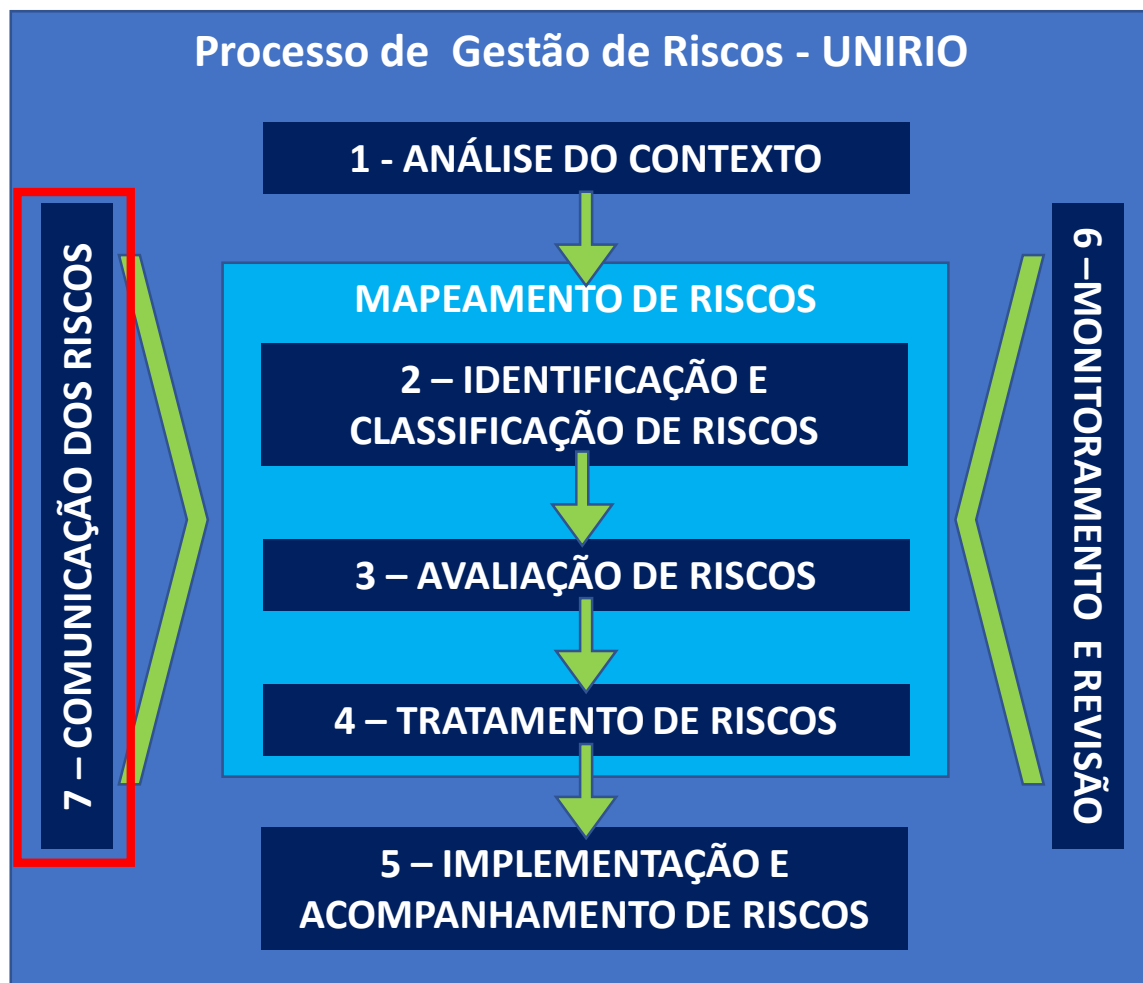 Processo de  Gestão de Riscos - UNIRIO
1 - ANÁLISE DO CONTEXTO
MAPEAMENTO DE RISCOS
2 – IDENTIFICAÇÃO E
CLASSIFICAÇÃO DE RISCOS
3 – AVALIAÇÃO DE RISCOS
4 – TRATAMENTO DE RISCOS
5 – IMPLEMENTAÇÃO E
ACOMPANHAMENTO DE RISCOS
6 –MONITORAMENTO  E REVISÃO
7 – COMUNICAÇÃO DOS RISCOS